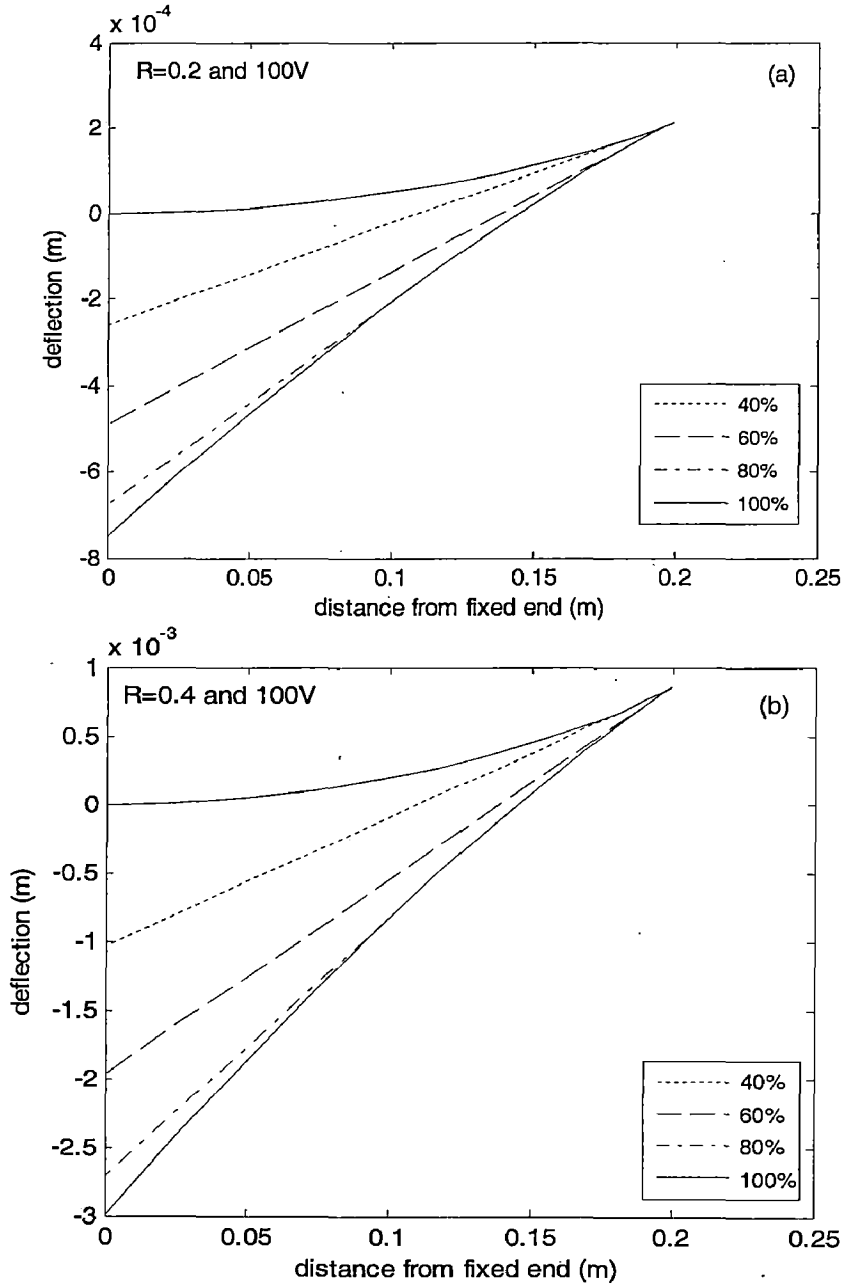 x 10^-4
R=0.2 and 100V
(a)
4
2
0
-2
-4
-6
-8
deflection (m)
40%
60%
80%
100%
0 0.05 0.1 0.15 0.2 0.25
distance from fixed end (m)
x 10^-3
R=0.4 and 100V
(b)
1
0.5
0
-0.5
-1
-1.5
-2
-2.5
-3
deflection (m)
40%
60%
80%
100%
0 0.05 0.1 0.15 0.2 0.25
distance from fixed end (m)